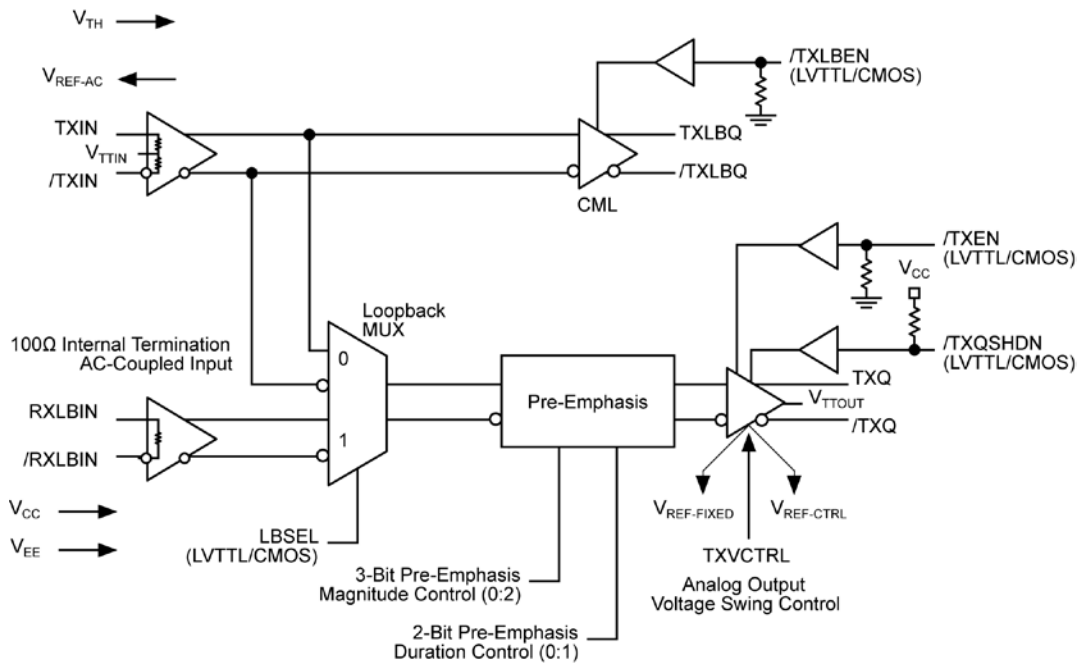 VTH
VREF-AC
/TXLBEN
(LVTTL/CMOS)
TXIN
VTTIN
/TXIN
TXLBQ
/TXLBQ
CML
/TXEN
(LVTTL/CMOS)
VCC
Loopback
MUX
100Ω Internal Termination
AC-Coupled Input
0
/TXQSHDN
(LVTTL/CMOS)
TXQ
Pre-Emphasis
VTTOUT
/TXQ
RXLBIN
1
/RXLBIN
VCC
VEE
VREF-FIXED
VREF-CTRL
LBSEL
(LVTTL/CMOS)
TXVCTRL
Analog Output
Voltage Swing Control
3-Bit Pre-Emphasis
Magnitude Control (0:2)
2-Bit Pre-Emphasis
Duration Control (0:1)